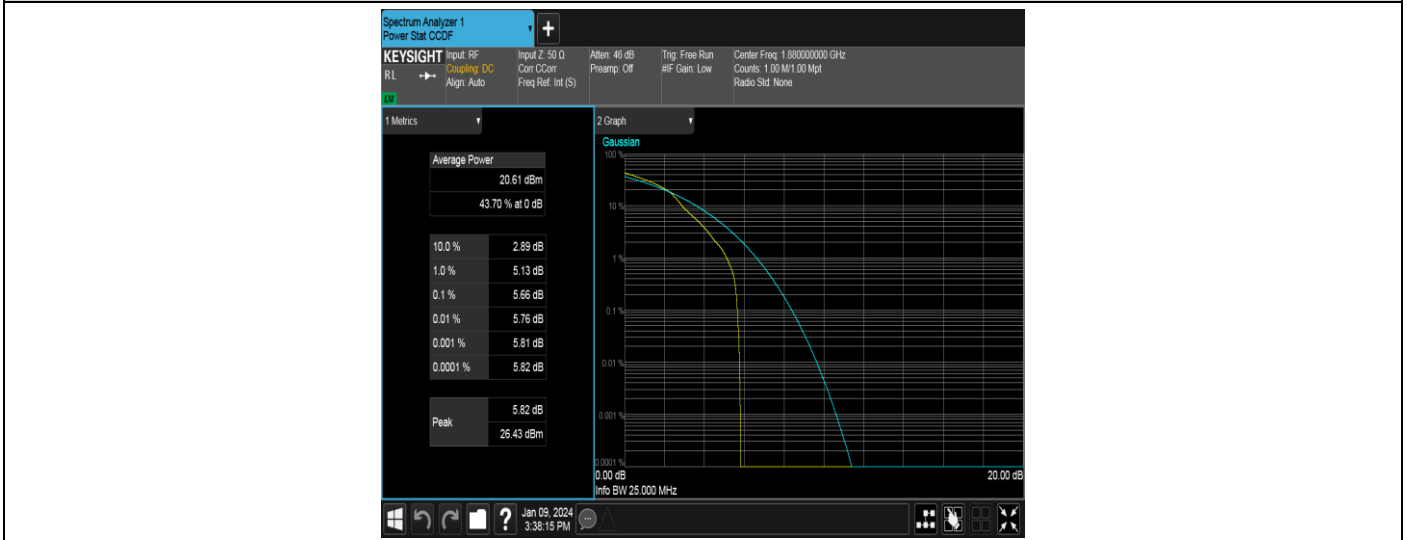 Spectrum Analyzer 1
Power Stat CCDF
KEYSIGHT
RL
Input: RF
Coupling: DC
Align: Auto
Input Z: 50 Ω
Corr CCorr
Freq Ref: Int (S)
Atten: 46 dB
Preamp: Off
Trig: Free Run
#IF Gain: Low
Center Freq: 1.880000000 GHz
Counts: 1.00 M/1.00 Mpt
Radio Std: None
1 Metrics
Average Power
20.61 dBm
43.70 % at 0 dB
10.0 % 2.89 dB
1.0 % 5.13 dB
0.1 % 5.66 dB
0.01 % 5.76 dB
0.001 % 5.81 dB
0.0001 % 5.82 dB
Peak
5.82 dB
26.43 dBm
2 Graph
Gaussian
100 %
10 %
1 %
0.1 %
0.01 %
0.001 %
0.0001 %
0.00 dB
20.00 dB
Info BW 25.000 MHz
?
Jan 09, 2024
3:38:15 PM